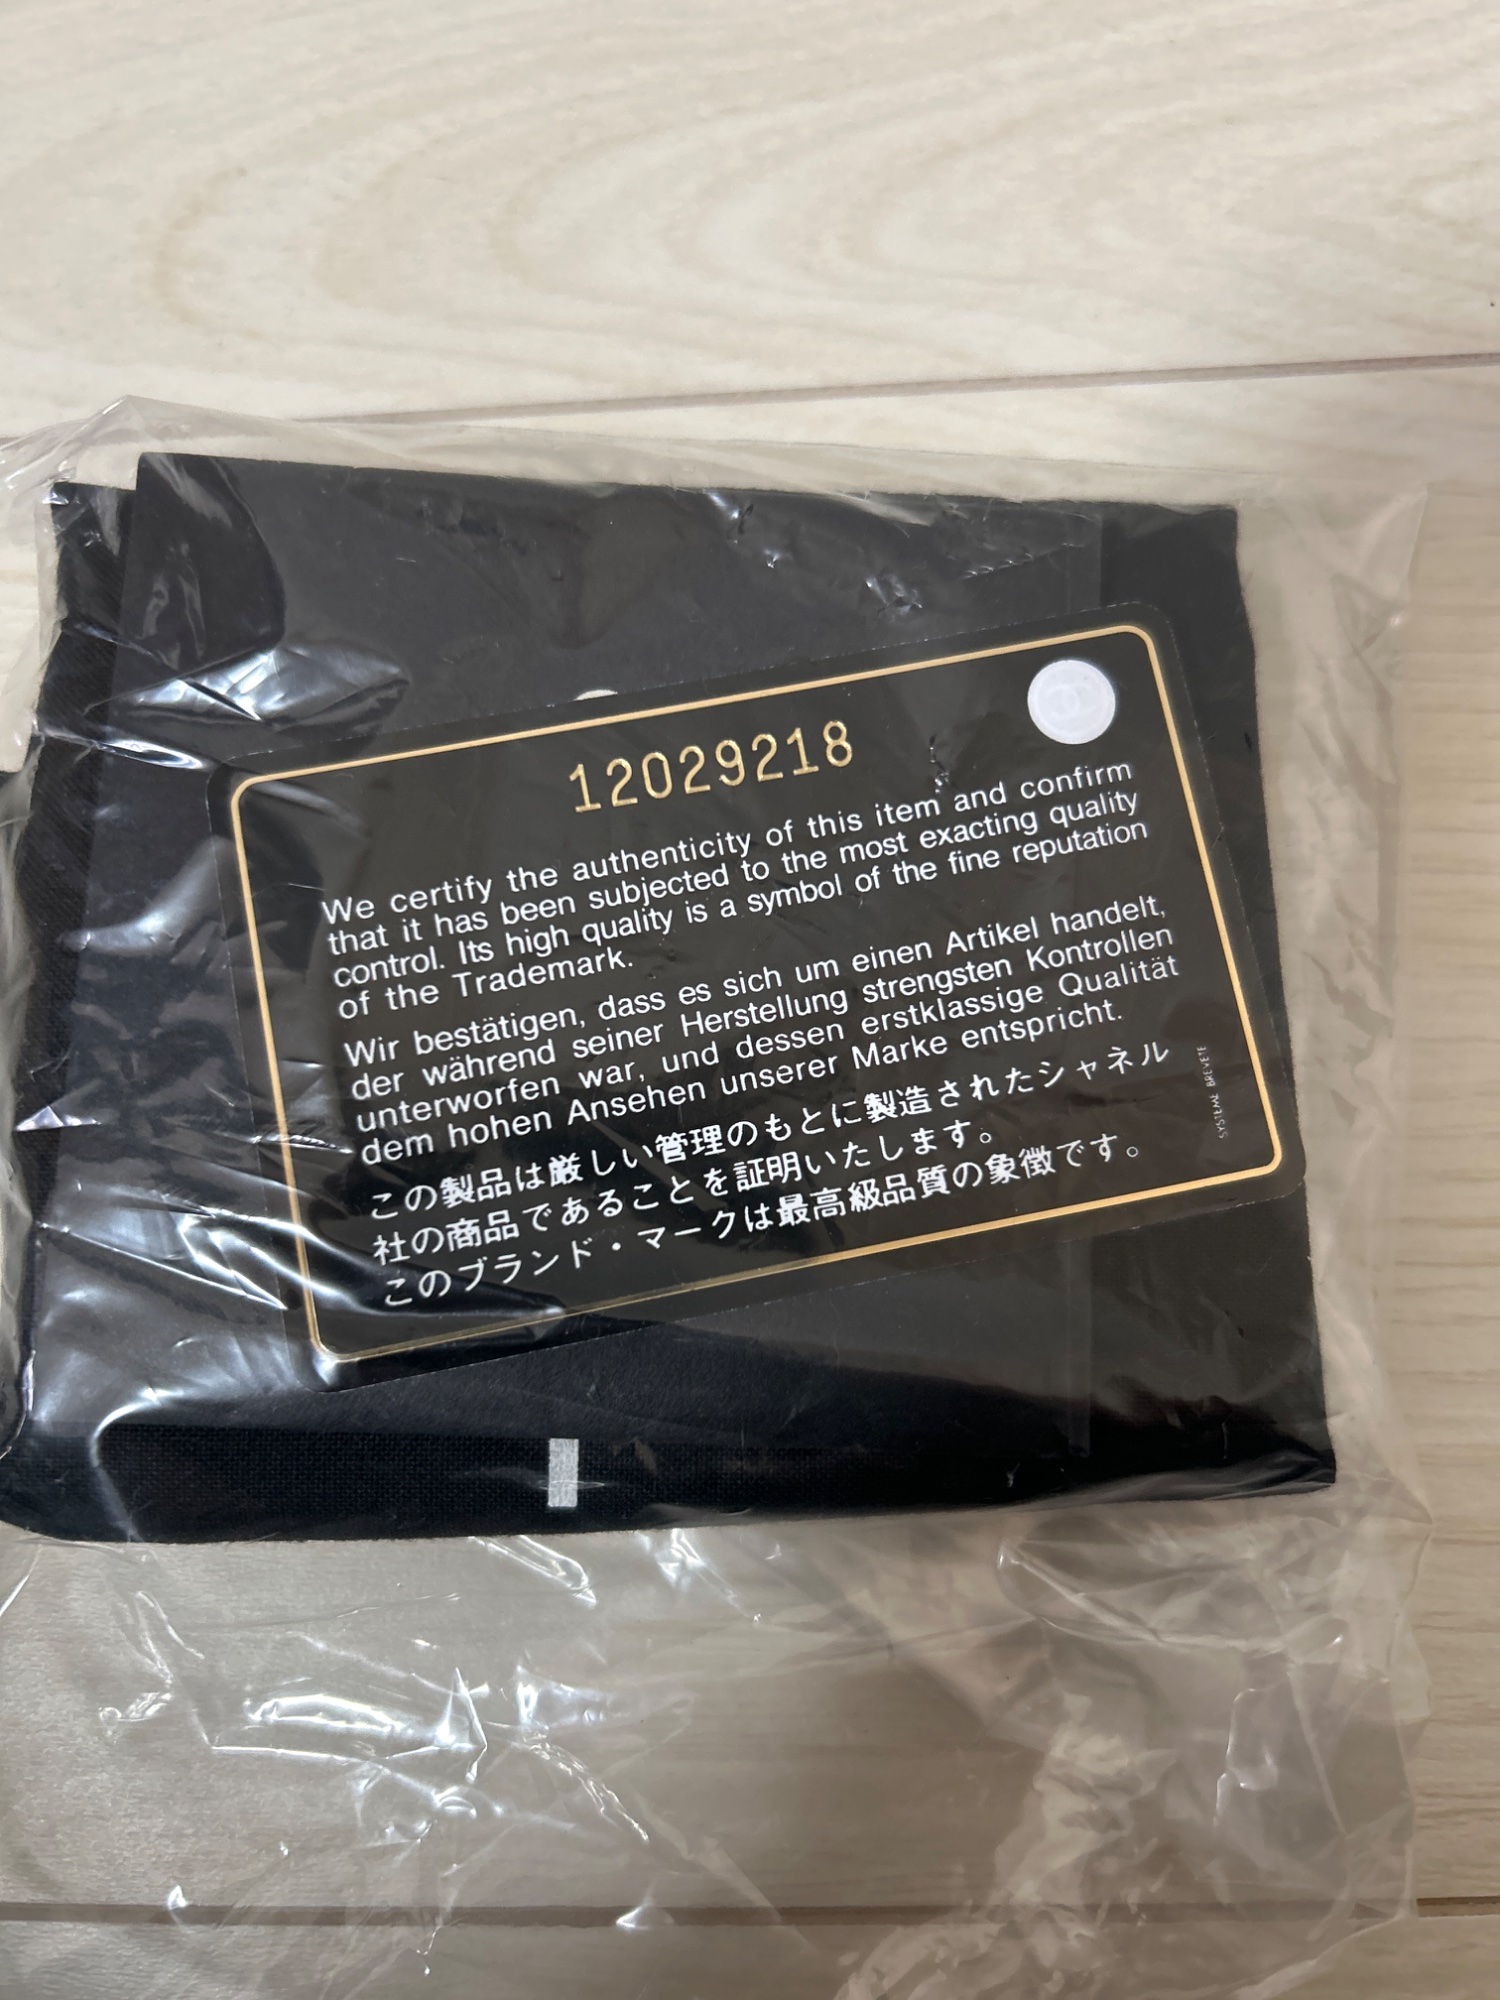 12029218
We certify the authenticity of this item and confirm
that it has been subjected to the most exacting quality
control. Its high quality is a symbol of the fine reputation
of the Trademark.
Wir bestätigen, dass es sich um einen Artikel handelt,
der während seiner Herstellung strengsten Kontrollen
unterworfen war, und dessen erstklassige Qualität
dem hohen Ansehen unserer Marke entspricht.
この製品は厳しい管理のもとに製造されたシャネル
社の商品であることを証明いたします。
このブランド・マークは最高級品質の象徴です。
SYSTEME BREVETE